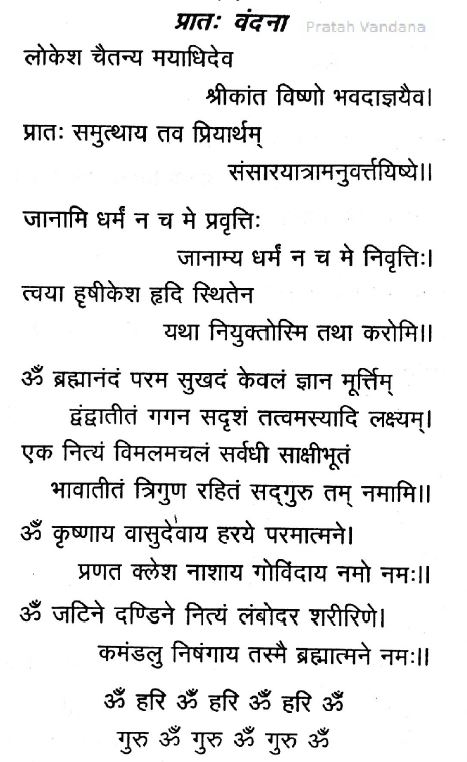 प्रातः वंदना Pratah Vandana
लोकेश चैतन्य मयाधिदेव
श्रीकांत विष्णो भवदाज्ञयैव।
प्रातः समुत्थाय तव प्रियार्थम्
संसारयात्रामनुवर्त्तयिष्ये।।
जानामि धर्मं न च मे प्रवृत्तिः
जानाम्य धर्मं न च मे निवृत्तिः।
त्वया हृषीकेश हृदि स्थितेन
यथा नियुक्तोस्मि तथा करोमि।।
ॐ ब्रह्मानंदं परम सुखदं केवलं ज्ञान मूर्त्तिम्
द्वंद्वातीतं गगन सदृशं तत्वमस्यादि लक्ष्यम्।
एक नित्यं विमलमचलं सर्वधी साक्षीभूतं
भावातीतं त्रिगुण रहितं सद्गुरु तम् नमामि।।
ॐ कृष्णाय वासुदेवाय हरये परमात्मने।
प्रणत क्लेश नाशाय गोविंदाय नमो नमः।।
ॐ जटिने दण्डिने नित्यं लंबोदर शरीरिणे।
कमंडलु निषंगाय तस्मै ब्रह्मात्मने नमः।।
ॐ हरि ॐ हरि ॐ हरि ॐ
गुरु ॐ गुरु ॐ गुरु ॐ